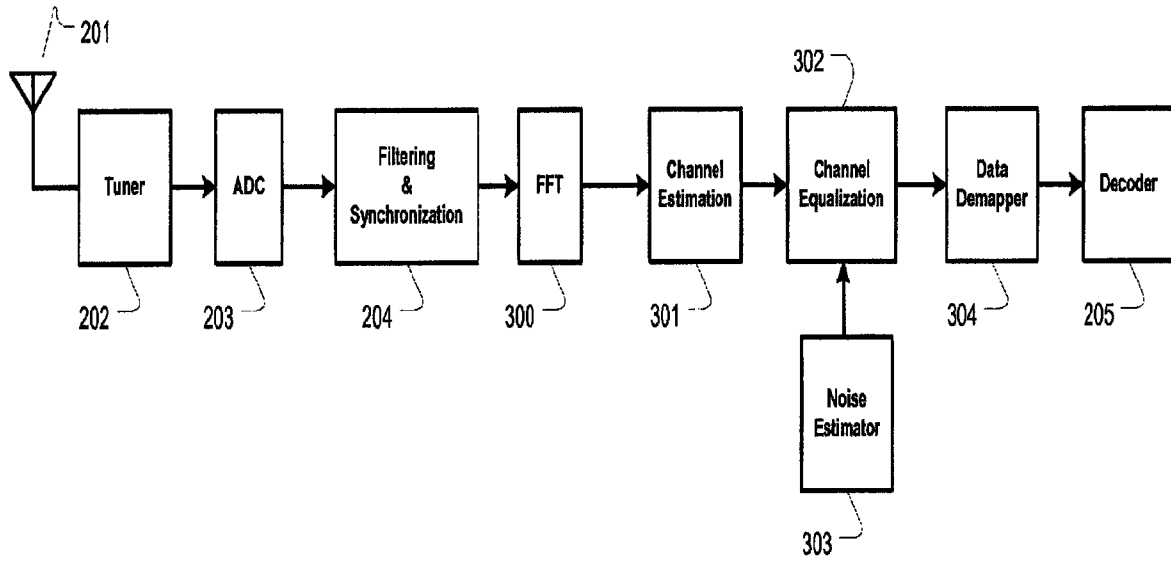 201
302
Tuner
ADC
Filtering
&
Synchronization
FFT
Channel
Estimation
Channel
Equalization
Data
Demapper
Decoder
202
203
204
300
301
304
205
Noise
Estimator
303